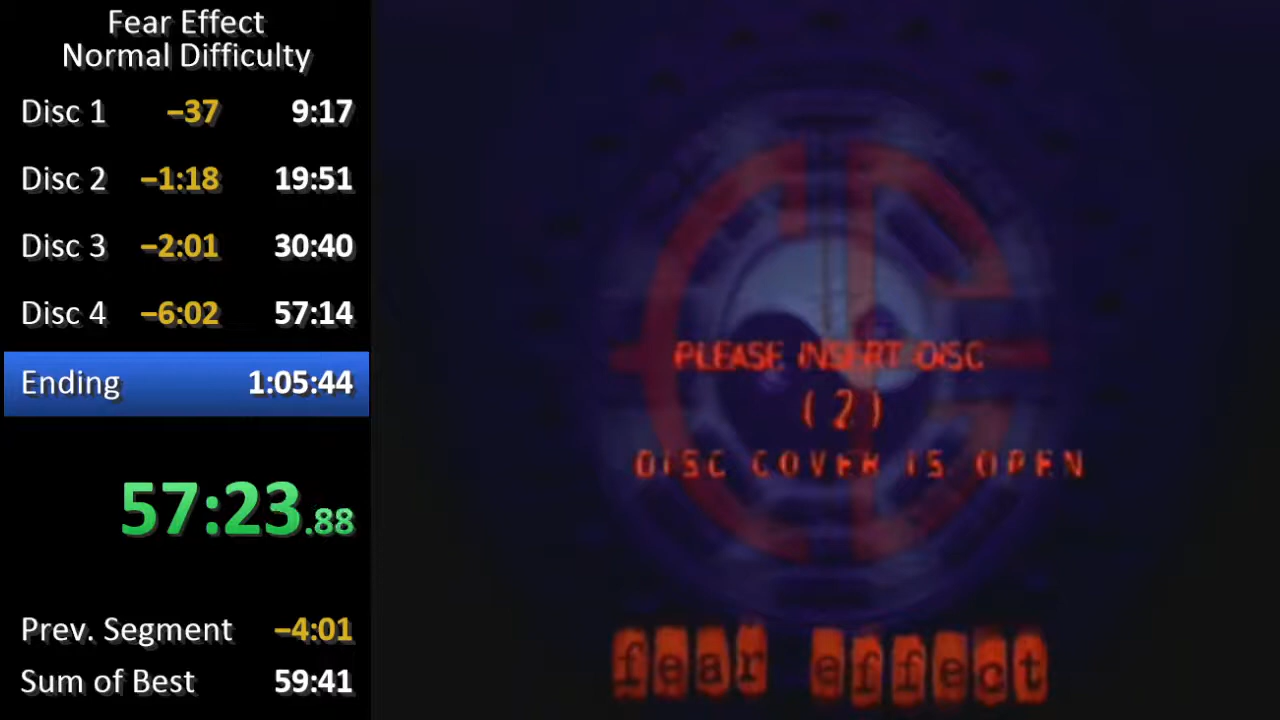 Fear Effect
Normal Difficulty
Disc 1 −37 9:17
Disc 2 −1:18 19:51
Disc 3 −2:01 30:40
Disc 4 −6:02 57:14
Ending 1:05:44
57:23.88
Prev. Segment −4:01
Sum of Best 59:41
PLEASE INSERT DISC
(2)
DISC COVER IS OPEN
fear effect